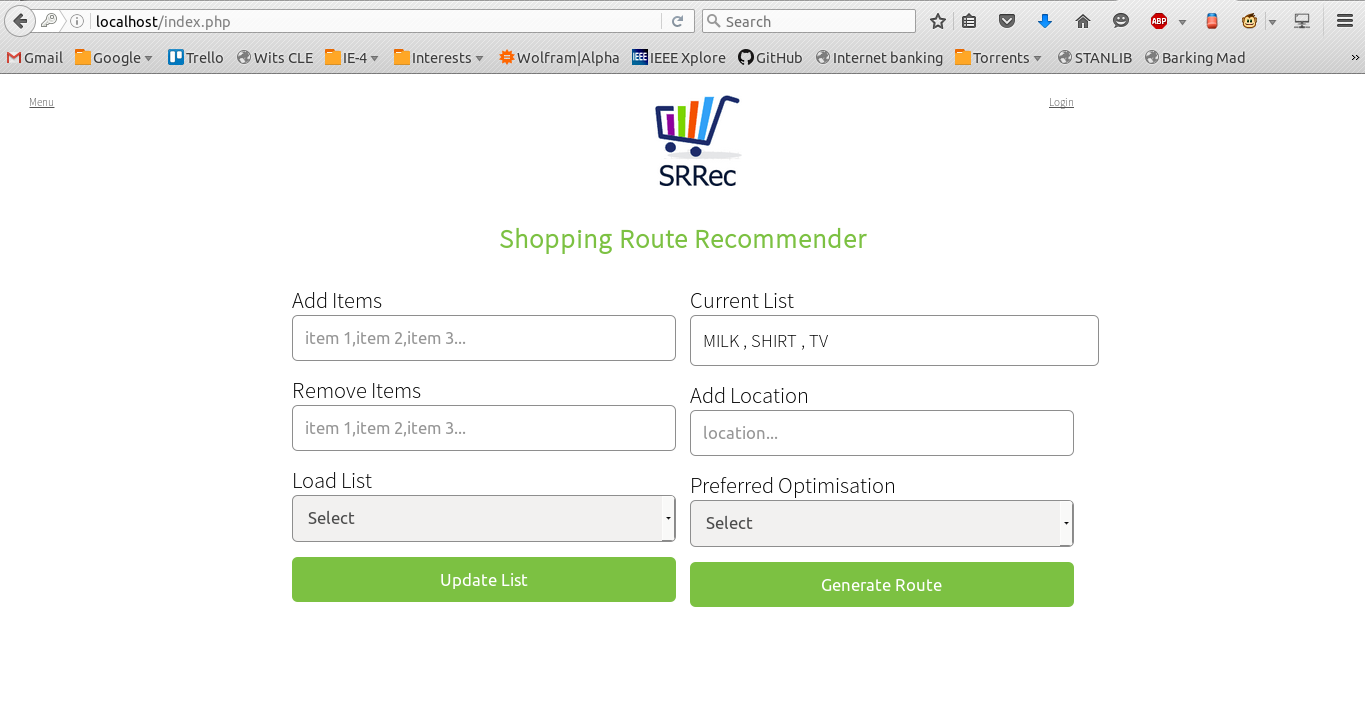 localhost/index.php Search ABP
Gmail Google Trello Wits CLE IE-4 Interests Wolfram|Alpha IEEE IEEE Xplore GitHub Internet banking Torrents STANLIB Barking Mad »
Menu Login
SRRec
Shopping Route Recommender
Add Items
item 1,item 2,item 3...
Remove Items
item 1,item 2,item 3...
Load List
Select
Update List
Current List
MILK , SHIRT , TV
Add Location
location...
Preferred Optimisation
Select
Generate Route